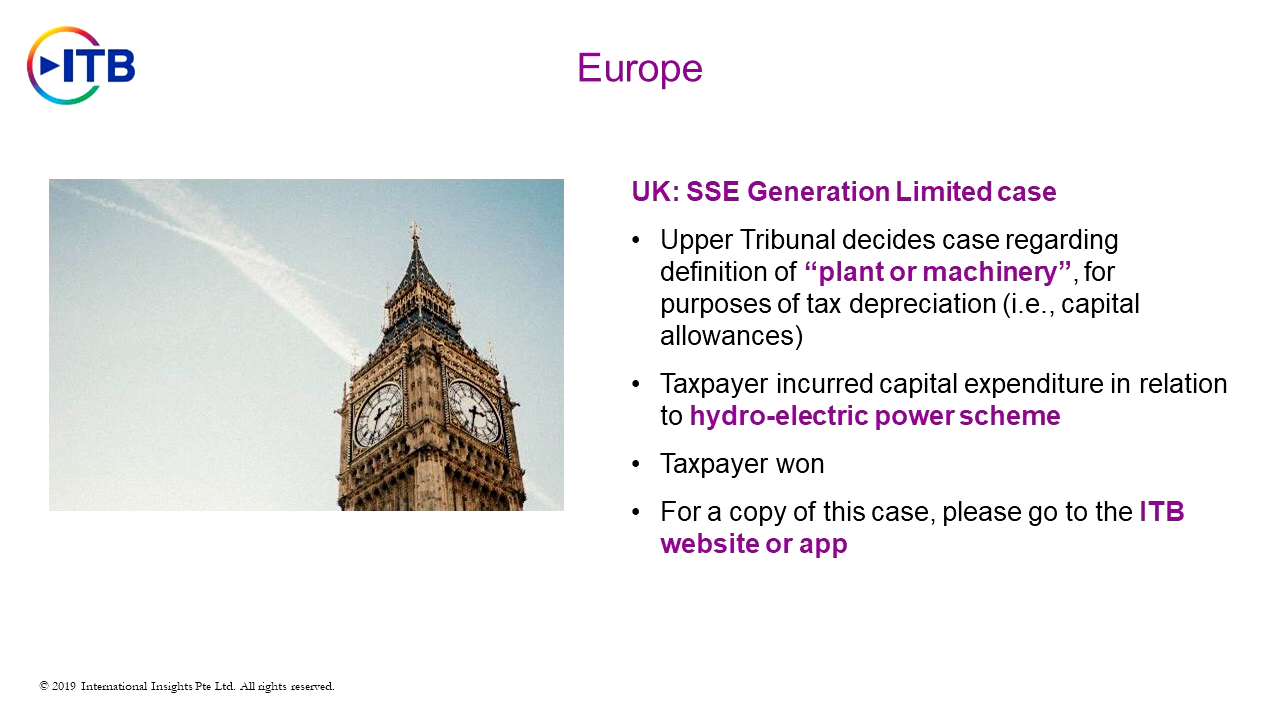 ITB
Europe
UK: SSE Generation Limited case
• Upper Tribunal decides case regarding
definition of “plant or machinery”, for
purposes of tax depreciation (i.e., capital
allowances)
• Taxpayer incurred capital expenditure in relation
to hydro-electric power scheme
• Taxpayer won
• For a copy of this case, please go to the ITB
website or app
© 2019 International Insights Pte Ltd. All rights reserved.